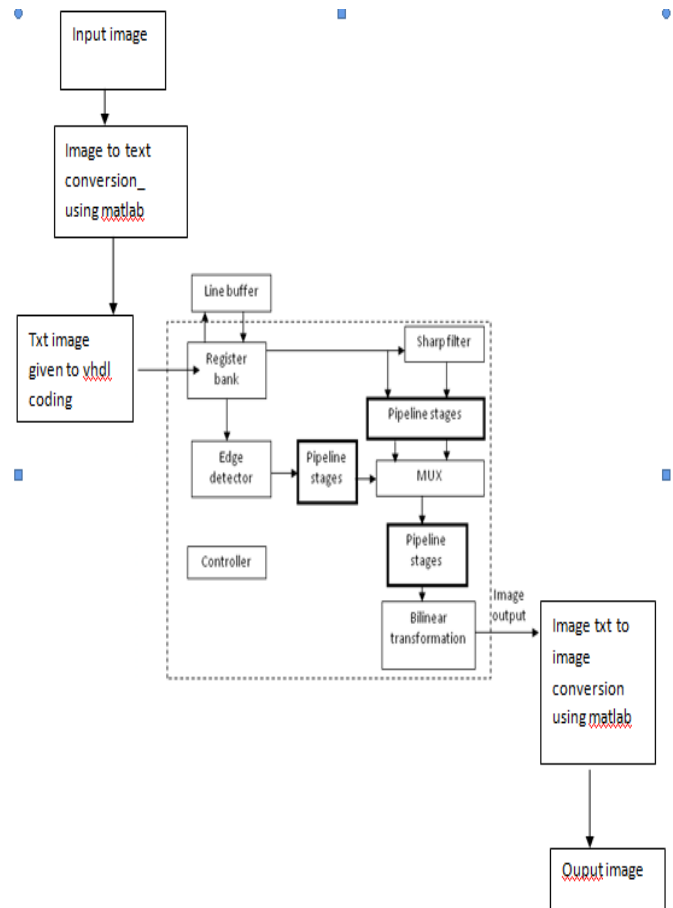 Input image
Image to text
conversion_
using matlab
Txt image
given to vhdl
coding
Line buffer
Register
bank
Sharp filter
Pipeline stages
Edge
detector
Pipeline
stages
MUX
Pipeline
stages
Controller
Bilinear
transformation
Image
output
Image txt to
image
conversion
using matlab
Ouput image